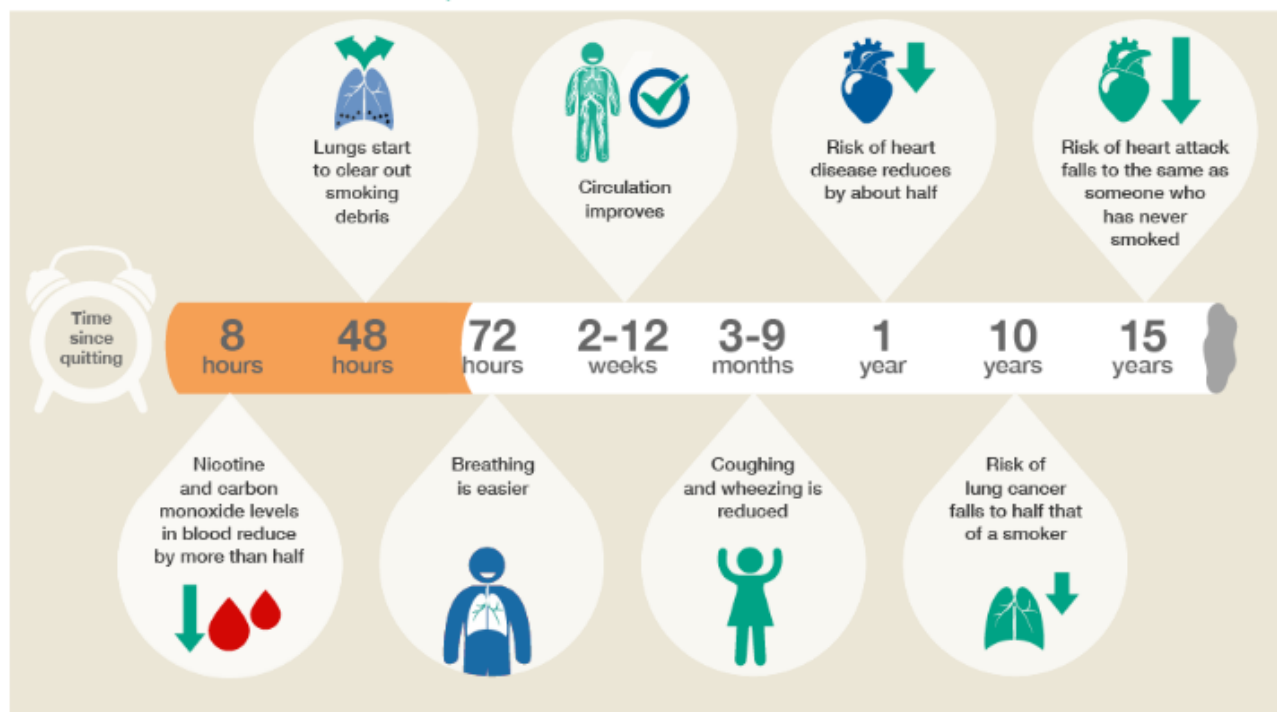 Lungs start
to clear out
smoking
debris
Circulation
improves
Risk of heart
disease reduces
by about half
Risk of heart attack
falls to the same as
someone who
has never
smoked
Time
since
quitting
8
hours
48
hours
72
hours
2-12
weeks
3-9
months
1
year
10
years
15
years
Nicotine
and carbon
monoxide levels
in blood reduce
by more than half
Breathing
is easier
Coughing
and wheezing is
reduced
Risk of
lung cancer
falls to half that
of a smoker